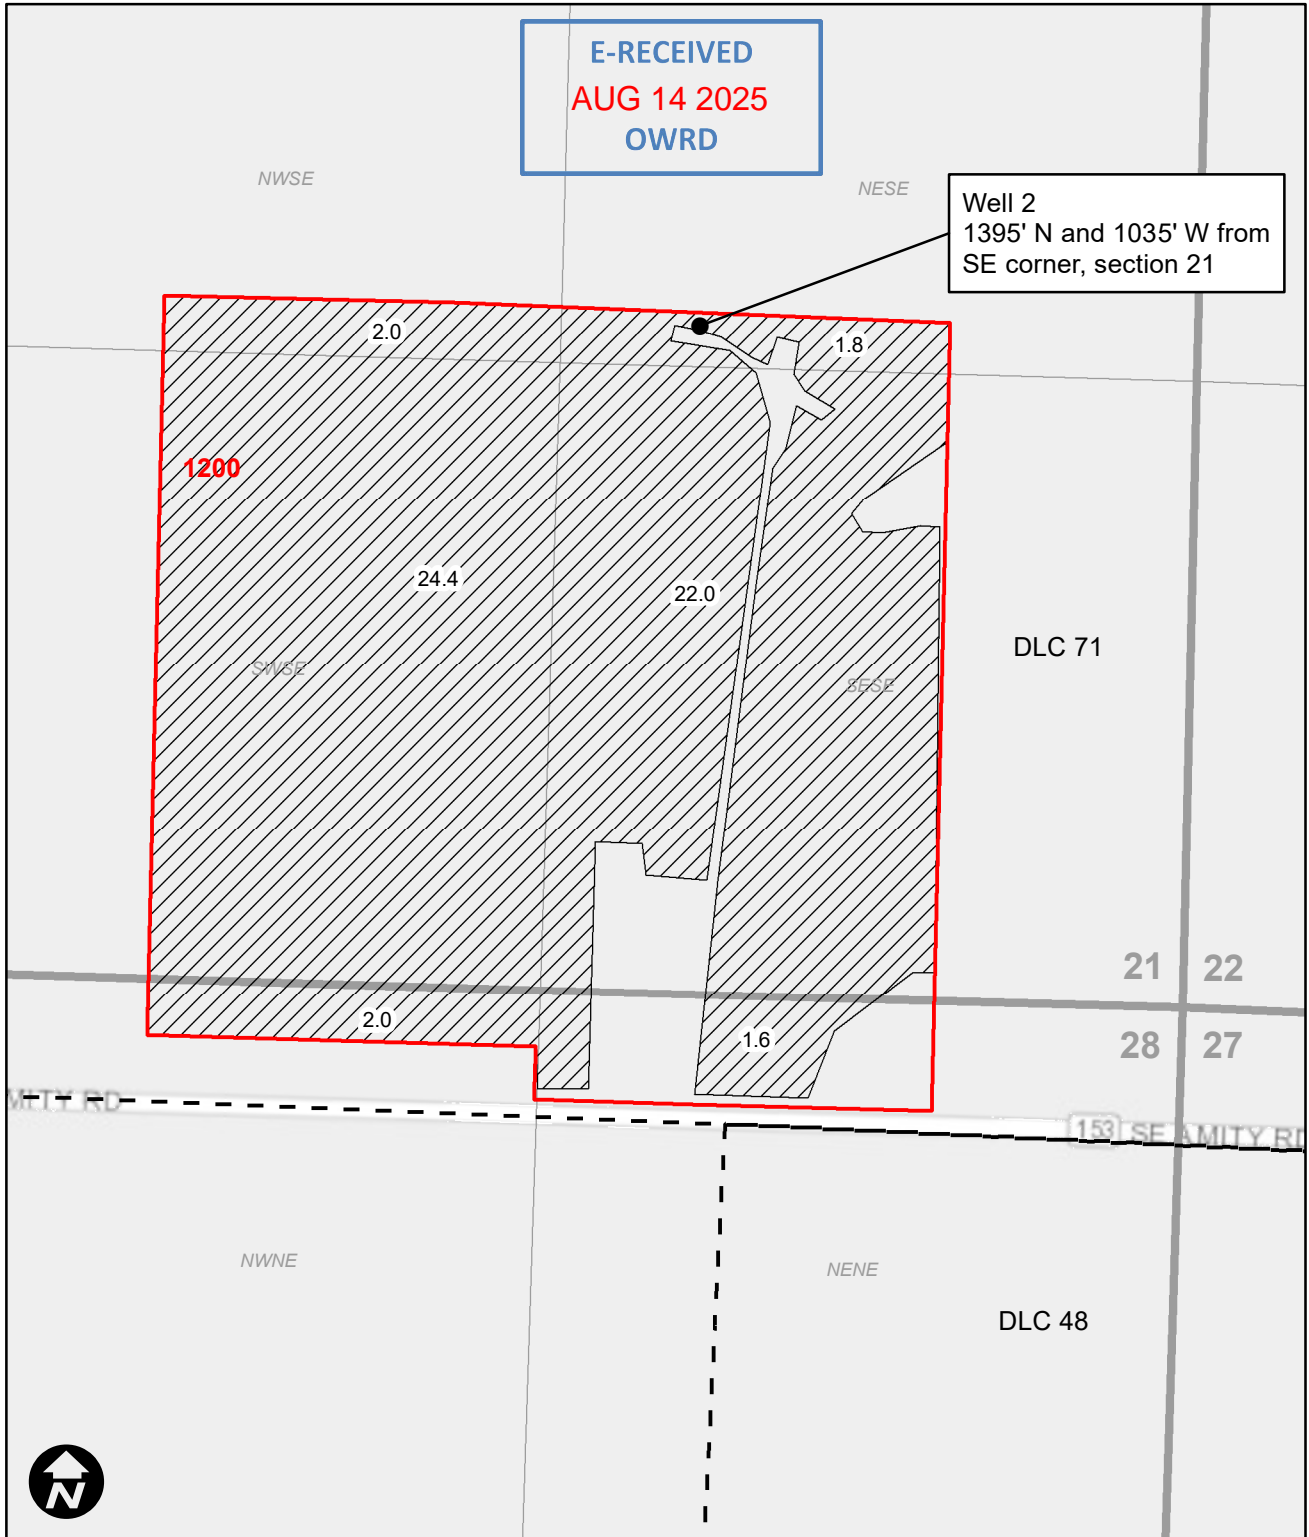 E-RECEIVED
AUG 14 2025
OWRD
NWSE
NESE
Well 2
1395' N and 1035' W from
SE corner, section 21
2.0
1.8
1200
24.4
22.0
DLC 71
SWSE
SESE
21
22
2.0
1.6
28
27
MITY RD
153
SE AMITY RD
NWNE
NENE
DLC 48
N